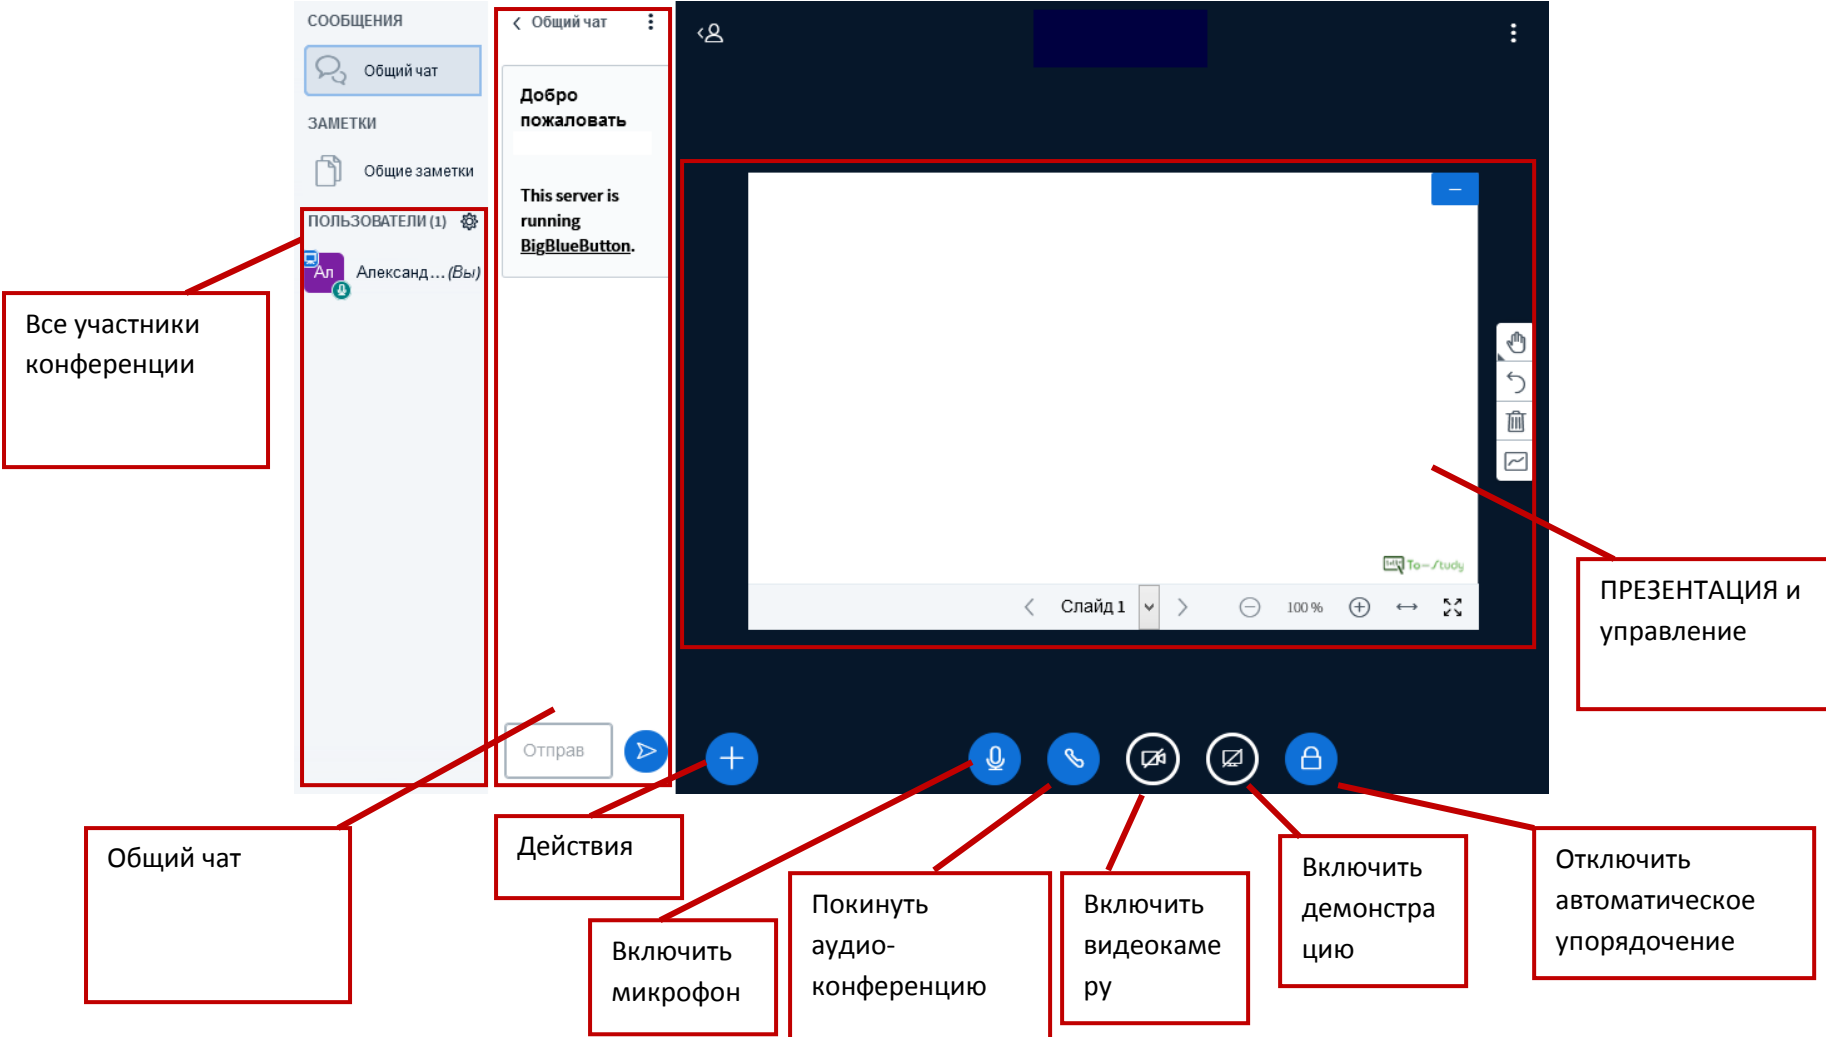 СООБЩЕНИЯ
Общий чат
ЗАМЕТКИ
Общие заметки
ПОЛЬЗОВАТЕЛИ (1)
Ал
Александ... (Вы)
Общий чат
Добро
пожаловать
This server is
running
BigBlueButton.
Отправ
To-Study
Слайд 1
100 %
Все участники
конференции
ПРЕЗЕНТАЦИЯ и
управление
Общий чат
Действия
Включить
микрофон
Покинуть
аудио-
конференцию
Включить
видеокаме
ру
Включить
демонстра
цию
Отключить
автоматическое
упорядочение